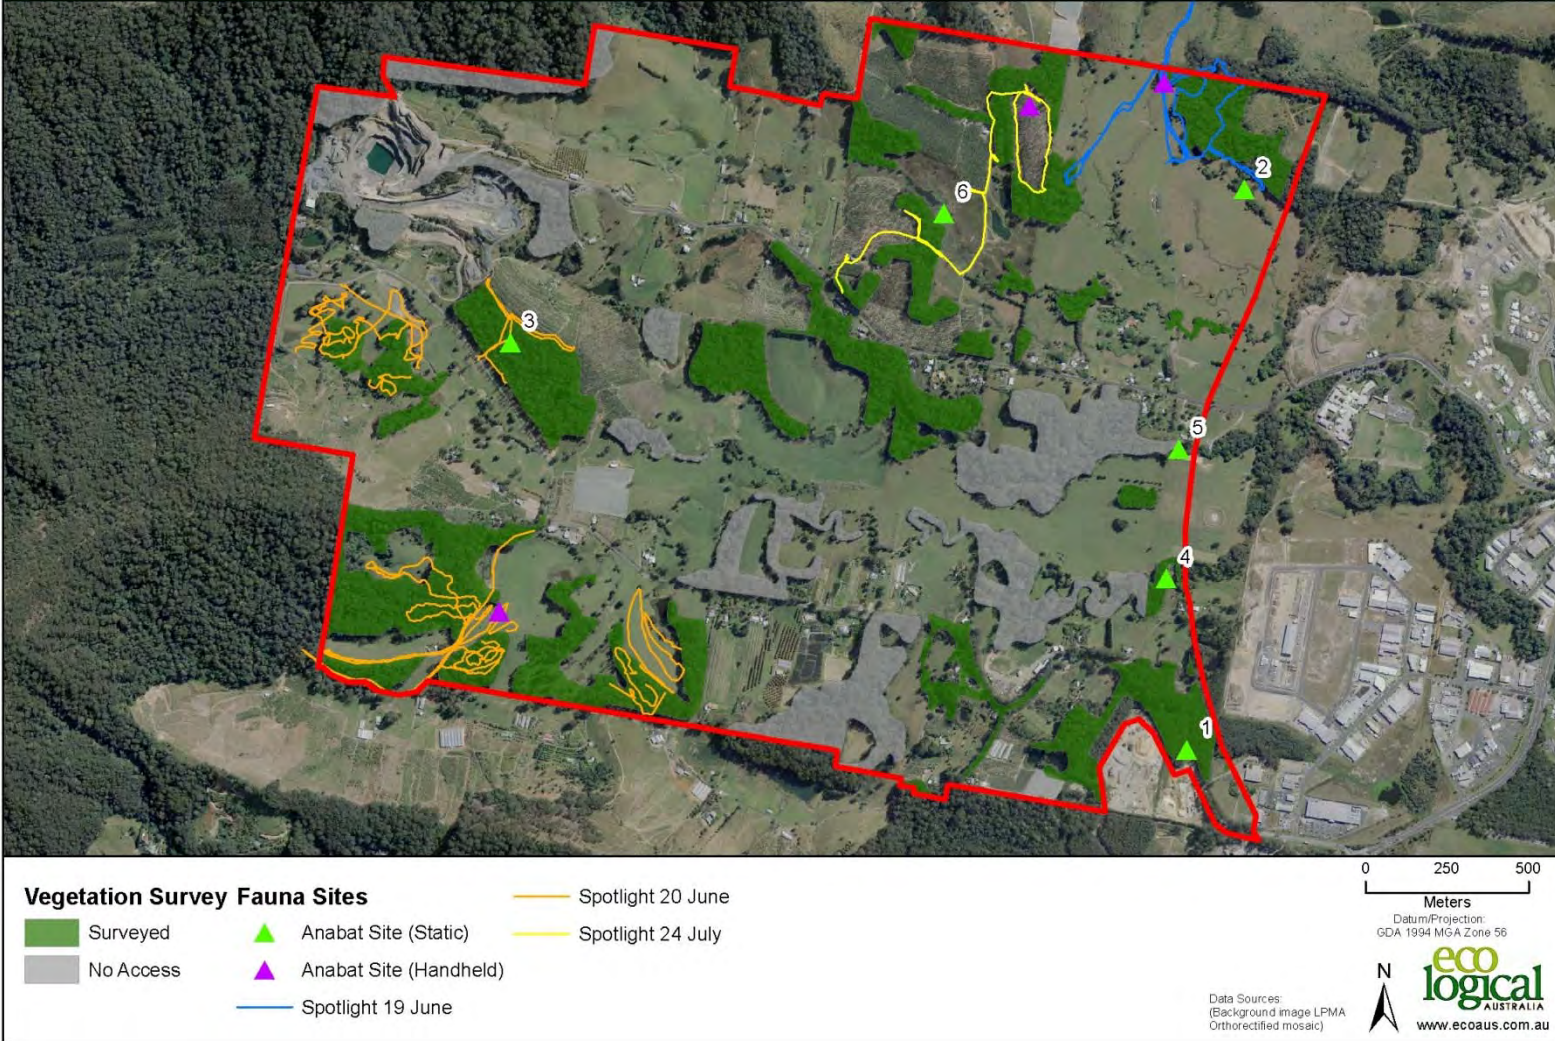 6
2
3
5
4
1
Vegetation Survey
Surveyed
No Access
Fauna Sites
Anabat Site (Static)
Anabat Site (Handheld)
Spotlight 19 June
Spotlight 20 June
Spotlight 24 July
0 250 500
Meters
Datum/Projection:
GDA 1994 MGA Zone 56
Data Sources:
(Background image LPMA
Orthorectified mosaic)
N
eco
logical
AUSTRALIA
www.ecoaus.com.au